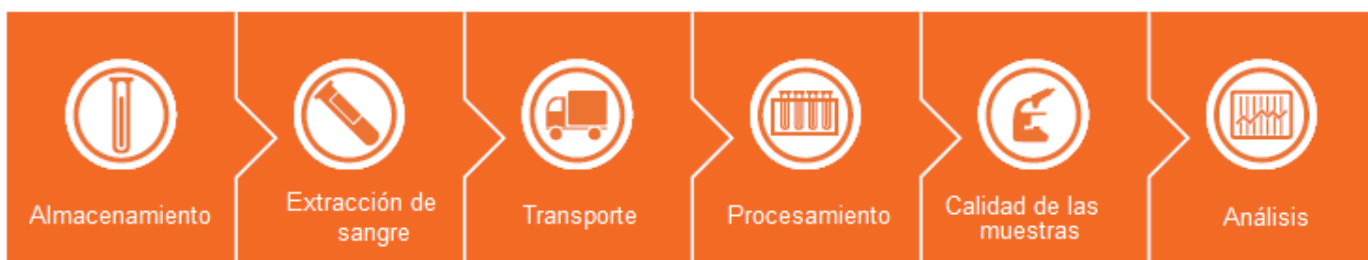 Almacenamiento
Extracción de
sangre
Transporte
Procesamiento
Calidad de las
muestras
Análisis